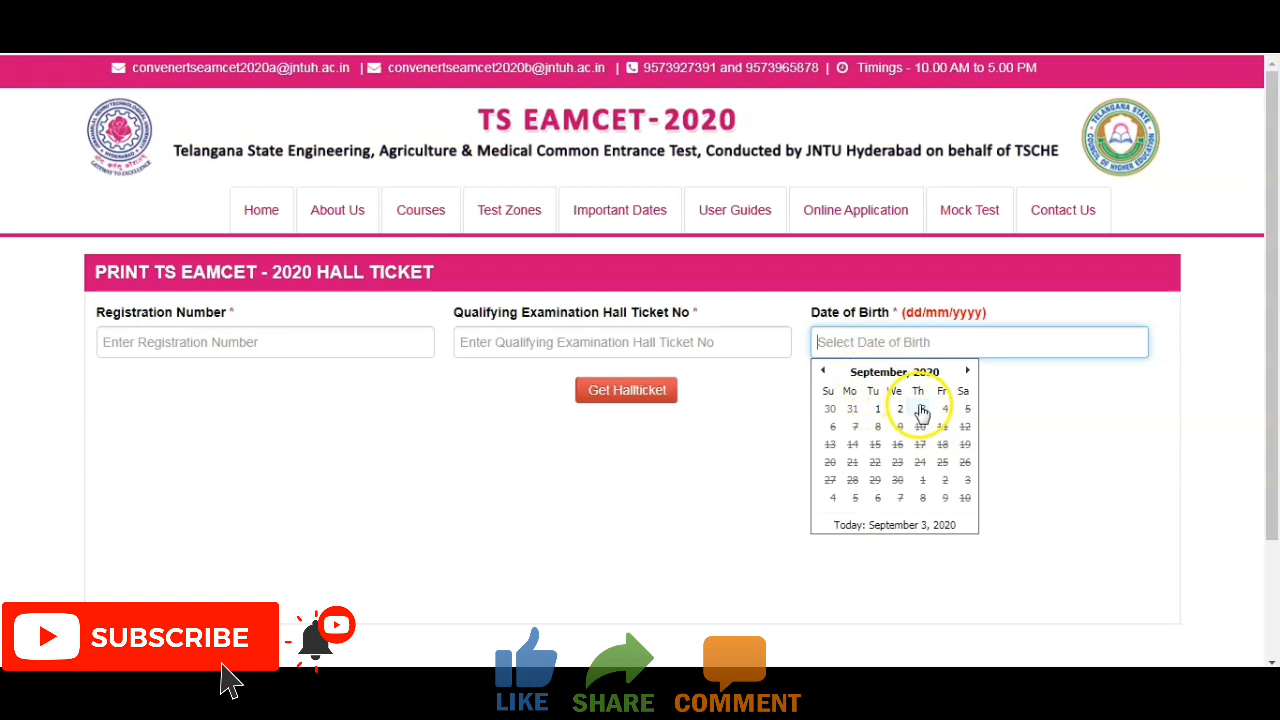 convenertseamcet2020a@jntuh.ac.in | convenertseamcet2020b@jntuh.ac.in | 9573927391 and 9573965878 | Timings - 10.00 AM to 5.00 PM
TS EAMCET-2020
Telangana State Engineering, Agriculture & Medical Common Entrance Test, Conducted by JNTU Hyderabad on behalf of TSCHE
Home About Us Courses Test Zones Important Dates User Guides Online Application Mock Test Contact Us
PRINT TS EAMCET - 2020 HALL TICKET
Registration Number * Qualifying Examination Hall Ticket No * Date of Birth * (dd/mm/yyyy)
Enter Registration Number Enter Qualifying Examination Hall Ticket No Select Date of Birth
September, 2020
Su Mo Tu We Th Fr Sa
30 31 1 2 4 5
6 7 8 9 10 11 12
13 14 15 16 17 18 19
20 21 22 23 24 25 26
27 28 29 30 1 2 3
4 5 6 7 8 9 10
Today: September 3, 2020
Get Hallticket
SUBSCRIBE
LIKE SHARE COMMENT